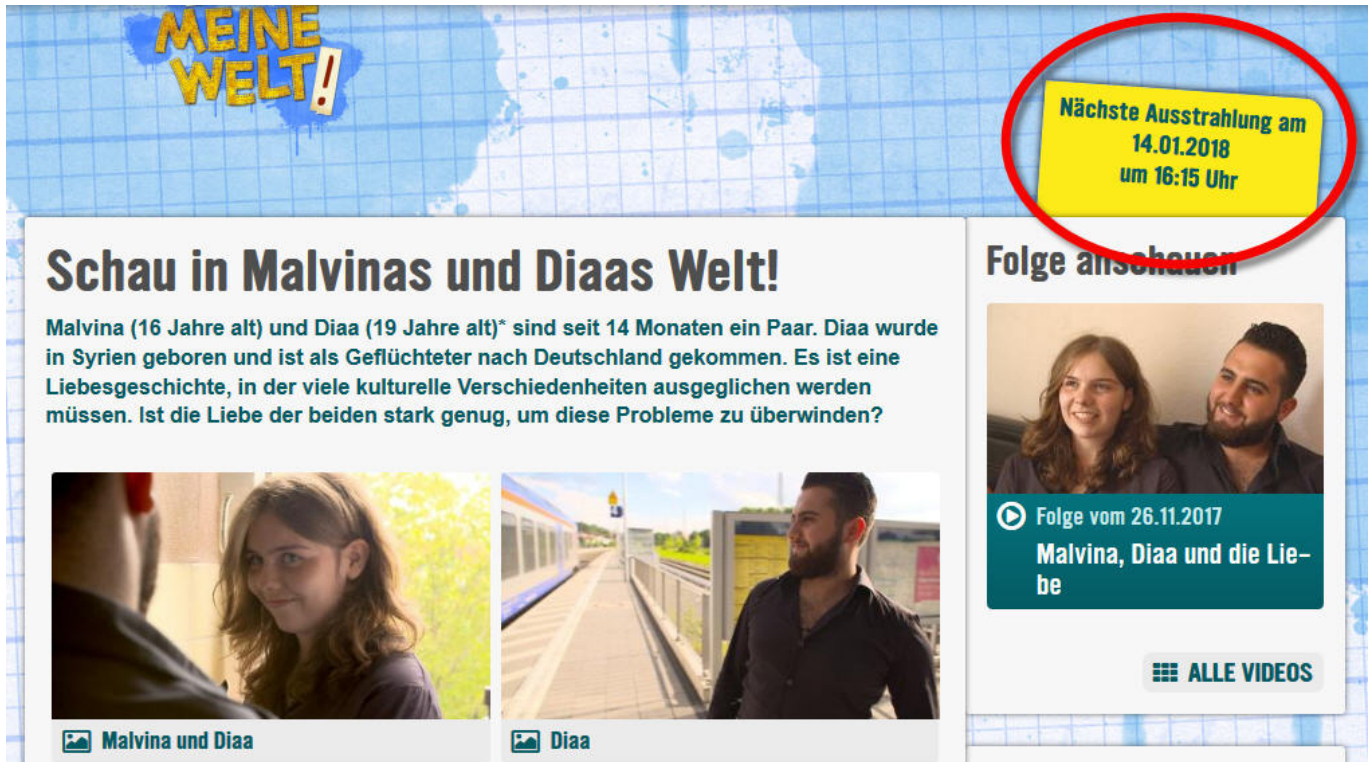 MEINE
WELT!
Nächste Ausstrahlung am
14.01.2018
um 16:15 Uhr
Schau in Malvinas und Diaas Welt!
Malvina (16 Jahre alt) und Diaa (19 Jahre alt)* sind seit 14 Monaten ein Paar. Diaa wurde
in Syrien geboren und ist als Geflüchteter nach Deutschland gekommen. Es ist eine
Liebesgeschichte, in der viele kulturelle Verschiedenheiten ausgeglichen werden
müssen. Ist die Liebe der beiden stark genug, um diese Probleme zu überwinden?
Malvina und Diaa
Diaa
Folge anschauen
Folge vom 26.11.2017
Malvina, Diaa und die Lie-
be
ALLE VIDEOS